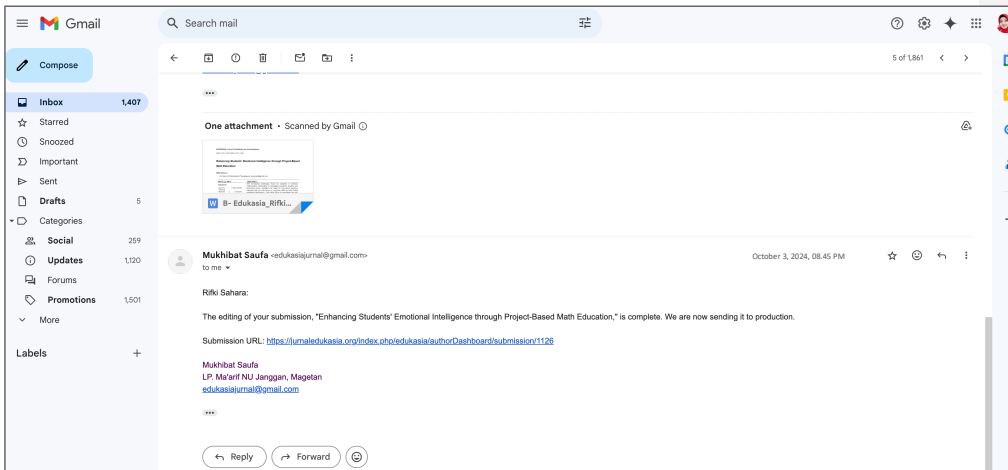 Gmail
Search mail
Compose
5 of 1,861
Inbox 1,407
Starred
Snoozed
Important
Sent
Drafts 5
Categories
Social 259
Updates 1,120
Forums
Promotions 1,501
More
Labels
One attachment • Scanned by Gmail
Enhancing Students' Emotional Intelligence through Project-Based
Math Education
W B- Edukasia_Rifki...
Mukhibat Saufa <edukasiajurnal@gmail.com>
October 3, 2024, 08.45 PM
to me
Rifki Sahara:
The editing of your submission, "Enhancing Students' Emotional Intelligence through Project-Based Math Education," is complete. We are now sending it to production.
Submission URL: https://jurnaledukasia.org/index.php/edukasia/authorDashboard/submission/1126
Mukhibat Saufa
LP. Ma'arif NU Janggan, Magetan
edukasiajurnal@gmail.com
Reply
Forward